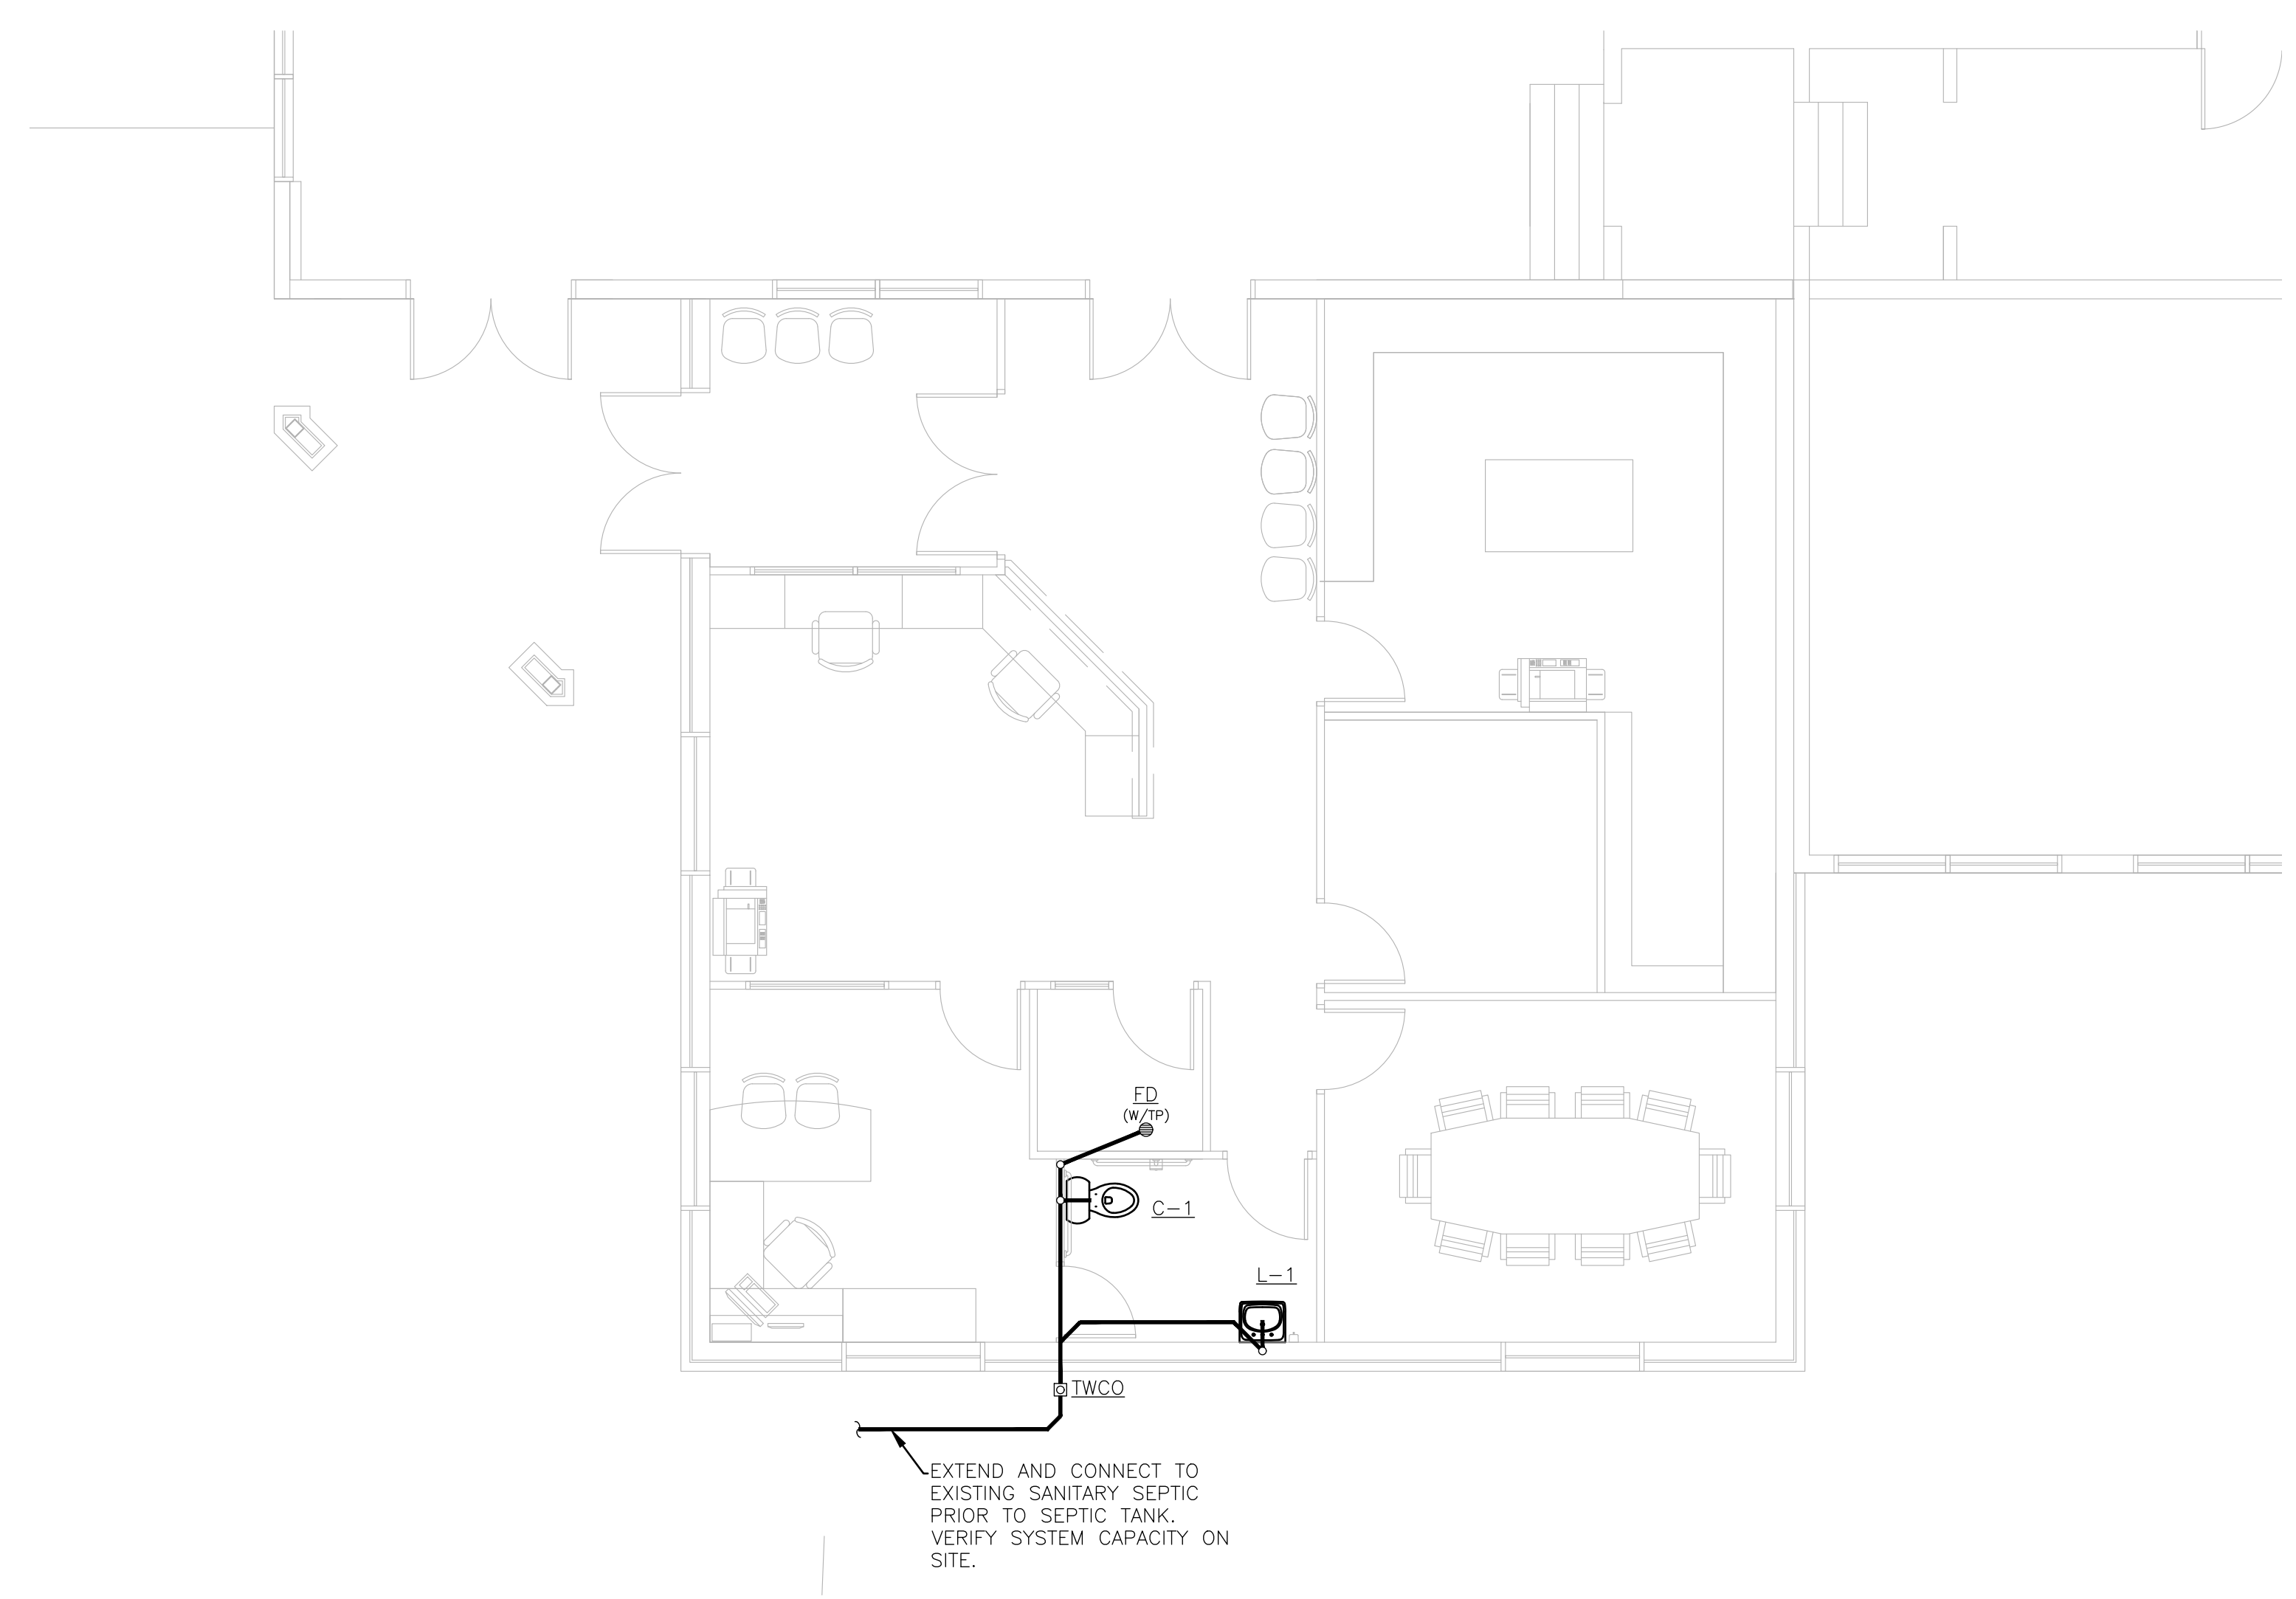 FD
(W/TP)
C-1
L-1
TWCO
EXTEND AND CONNECT TO
EXISTING SANITARY SEPTIC
PRIOR TO SEPTIC TANK.
VERIFY SYSTEM CAPACITY ON
SITE.